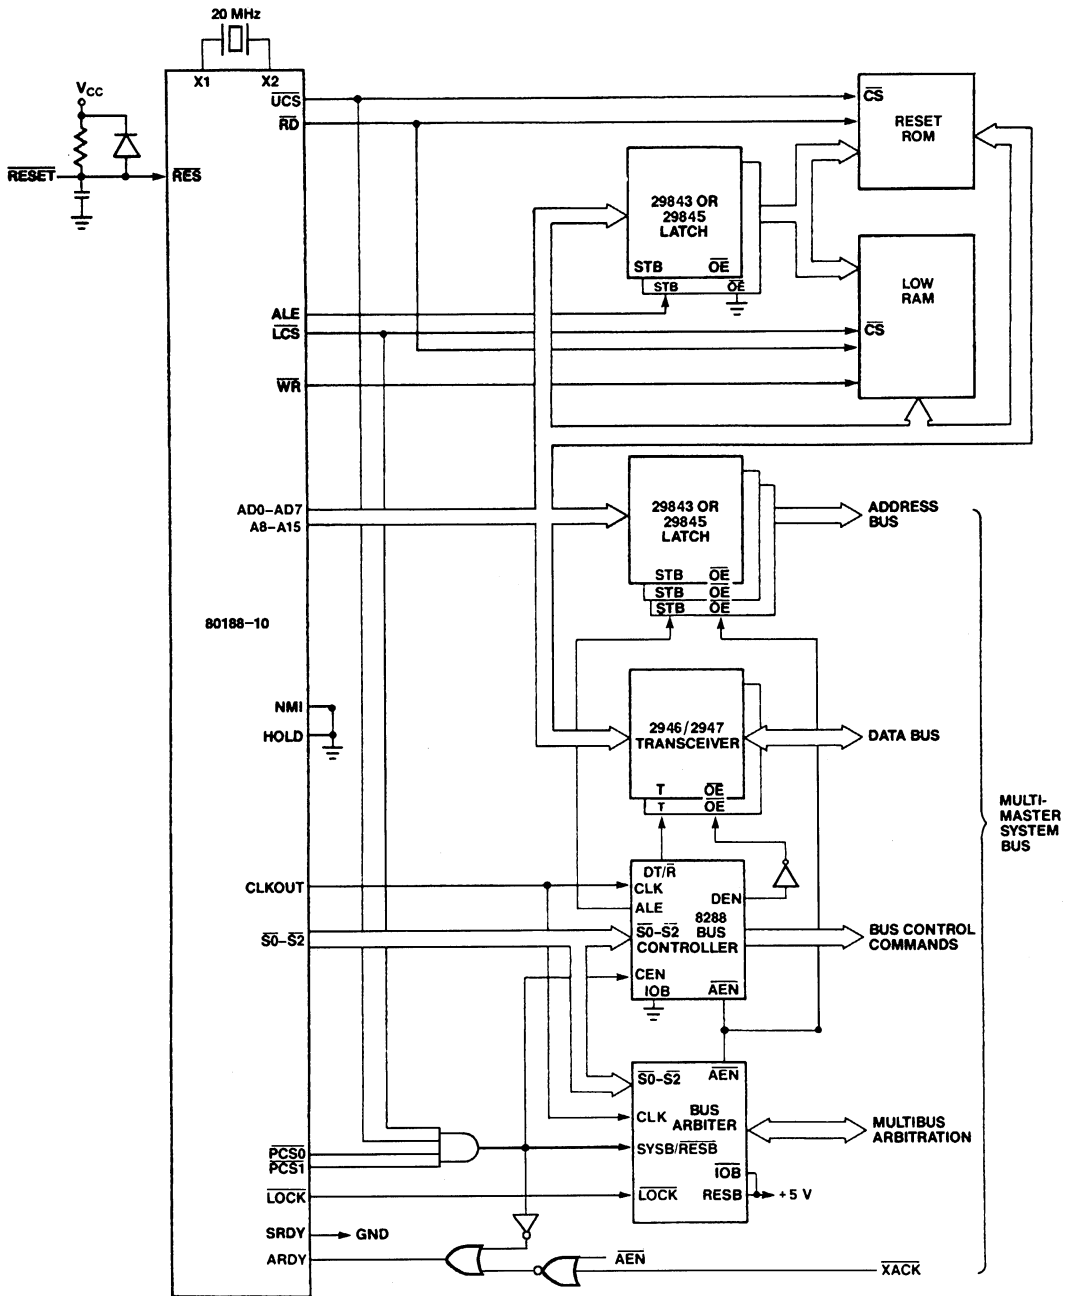 20 MHz
X1 X2
VCC
RESET
RES
UCS
RD
ALE
LCS
WR
AD0–AD7
A8–A15
80188–10
NMI
HOLD
CLKOUT
S0–S2
PCS0
PCS1
LOCK
SRDY
GND
ARDY
CS
RESET
ROM
29843 OR
29845
LATCH
STB OE
STB OE
LOW
RAM
CS
29843 OR
29845
LATCH
STB OE
STB OE
STB OE
ADDRESS
BUS
2946/2947
TRANSCEIVER
T OE
T OE
DATA BUS
MULTI-
MASTER
SYSTEM
BUS
DT/R
CLK
ALE
DEN
S0–S2
8288
BUS
CONTROLLER
CEN
IOB
AEN
BUS CONTROL
COMMANDS
S0–S2
AEN
CLK
BUS
ARBITER
SYSB/RESB
IOB
LOCK
RESB
+5 V
MULTIBUS
ARBITRATION
AEN
XACK